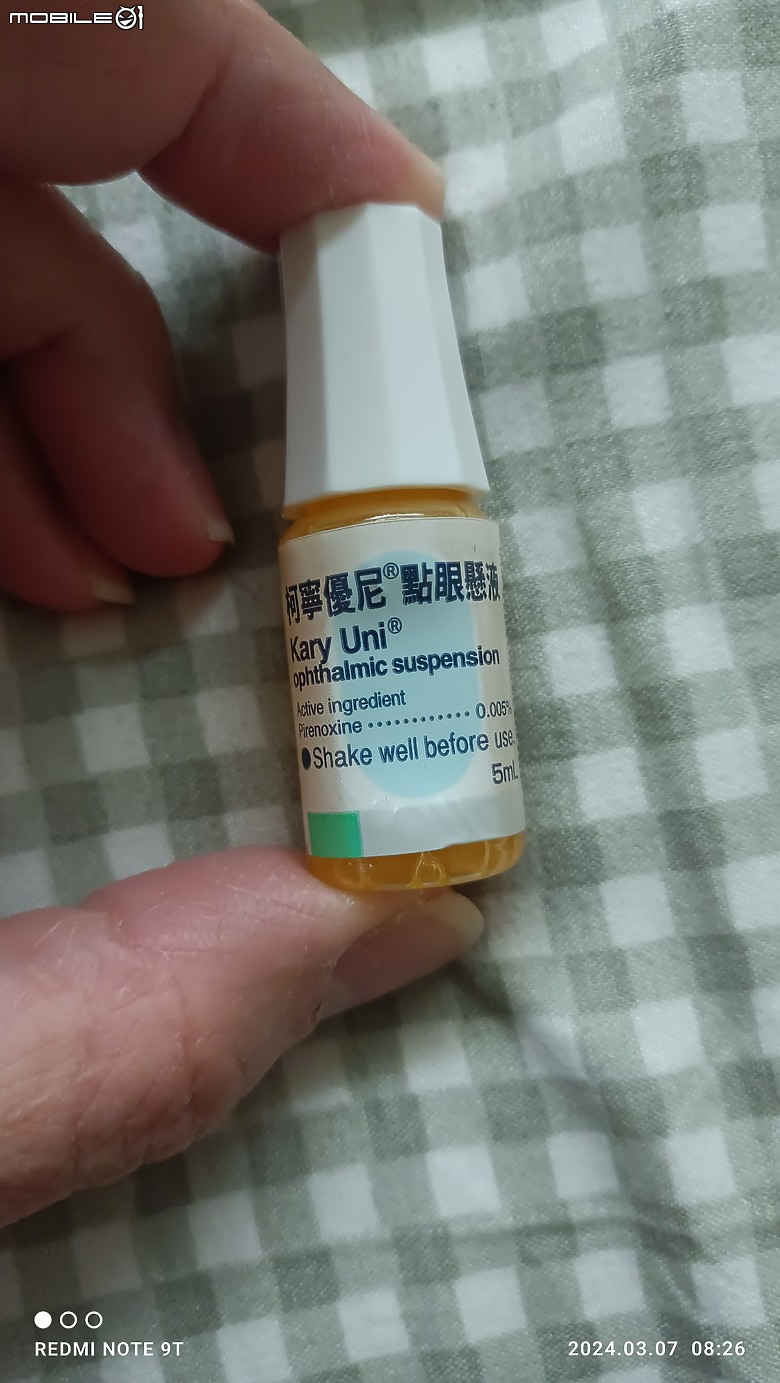 MOBILE01
柯寧優尼®點眼懸液
Kary Uni®
ophthalmic suspension
Active ingredient
Pirenoxine ············ 0.005%
●Shake well before use.
5mL
REDMI NOTE 9T
2024.03.07 08:26